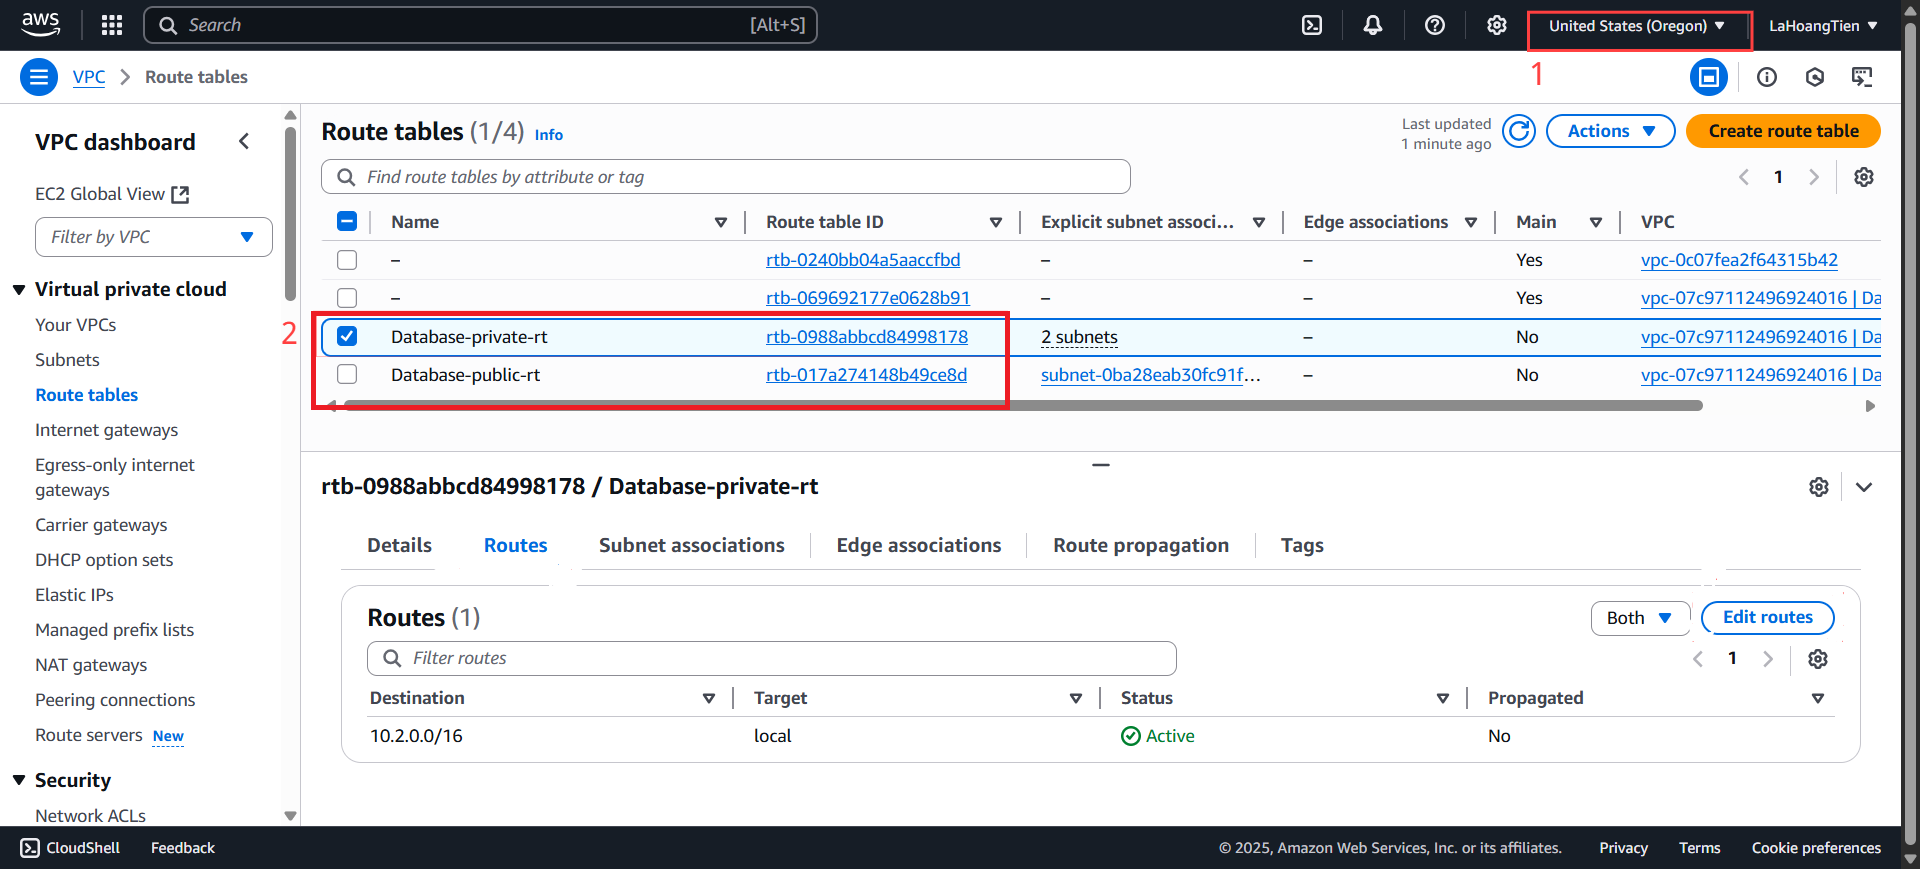 aws
Search [Alt+S]
United States (Oregon)
LaHoangTien
1
VPC
Route tables
VPC dashboard
EC2 Global View
Filter by VPC
Virtual private cloud
Your VPCs
Subnets
Route tables
Internet gateways
Egress-only internet
gateways
Carrier gateways
DHCP option sets
Elastic IPs
Managed prefix lists
NAT gateways
Peering connections
Route servers New
Security
Network ACLs
Route tables (1/4) Info
Last updated
1 minute ago
Actions
Create route table
Find route tables by attribute or tag
1
Name Route table ID Explicit subnet associ... Edge associations Main VPC
– rtb-0240bb04a5aaccfbd – – Yes vpc-0c07fea2f64315b42
– rtb-069692177e0628b91 – – Yes vpc-07c97112496924016 | Da
2
Database-private-rt rtb-0988abbcd84998178 2 subnets – No vpc-07c97112496924016 | Da
Database-public-rt rtb-017a274148b49ce8d subnet-0ba28eab30fc91f... – No vpc-07c97112496924016 | Da
rtb-0988abbcd84998178 / Database-private-rt
Details Routes Subnet associations Edge associations Route propagation Tags
Routes (1)
Both
Edit routes
Filter routes
1
Destination Target Status Propagated
10.2.0.0/16 local Active No
CloudShell Feedback
© 2025, Amazon Web Services, Inc. or its affiliates. Privacy Terms Cookie preferences